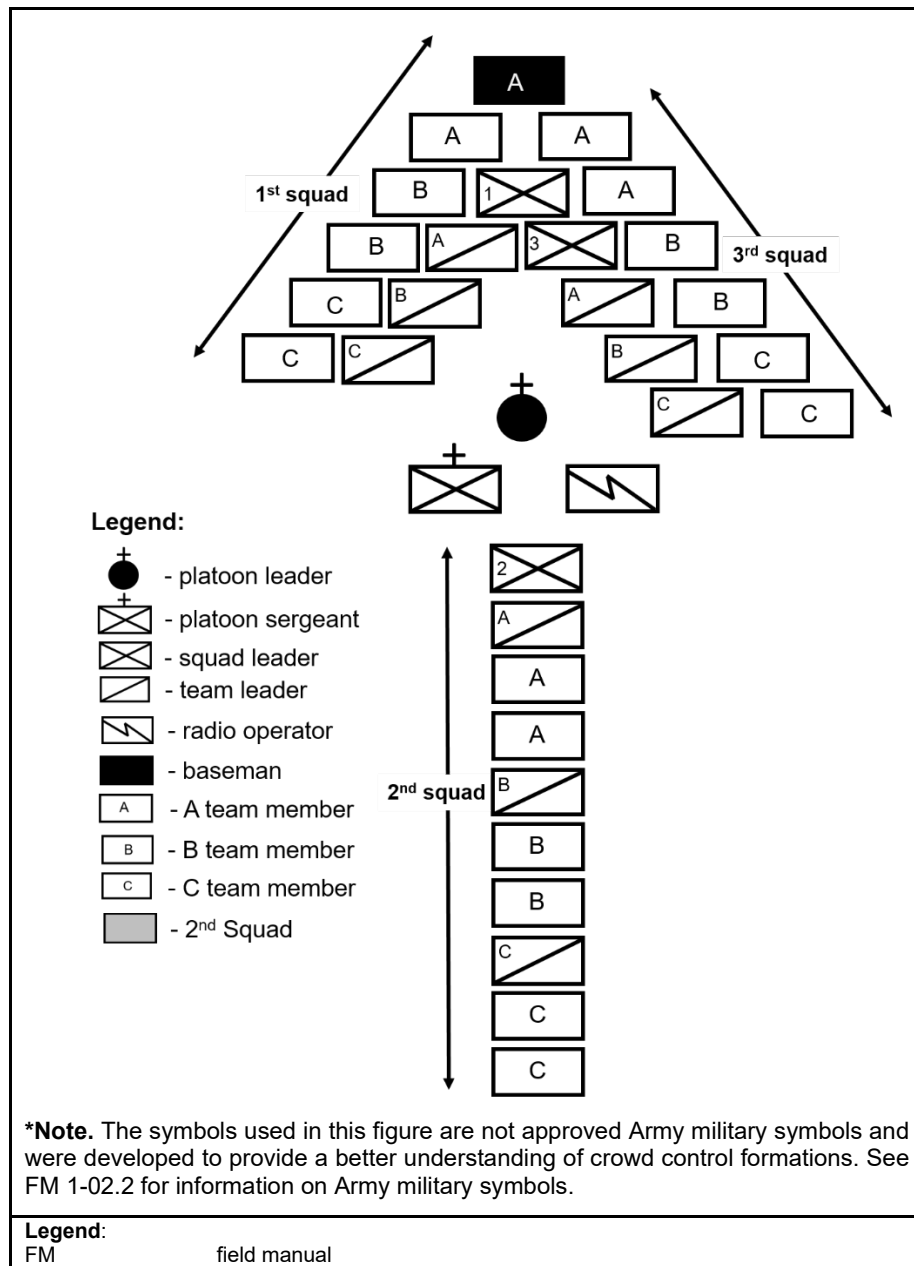 A
A A
1st squad
B 1 A
B A 3 B
3rd squad
C B A B
C C B C
C C
Legend:
- platoon leader
- platoon sergeant
- squad leader
- team leader
- radio operator
- baseman
A - A team member
B - B team member
C - C team member
- 2nd Squad
2
A
A
A
2nd squad B
B
B
C
C
C
*Note. The symbols used in this figure are not approved Army military symbols and
were developed to provide a better understanding of crowd control formations. See
FM 1-02.2 for information on Army military symbols.
Legend:
FM field manual